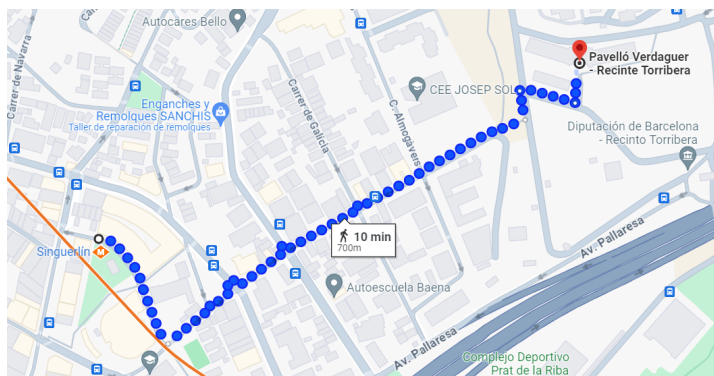 Autocares Bello
Carrer de Navarra
Pavelló Verdaguer
- Recinte Torribera
CEE JOSEP SOL
Enganches y
Remolques SANCHIS
Taller de reparación de remolques
Carrer de Galícia
C. Almogàvers
Diputación de Barcelona
- Recinto Torribera
Singuerlín
M
10 min
700m
Av. Pallaresa
Autoescuela Baena
Av. Pallaresa
Complejo Deportivo
Prat de la Riba